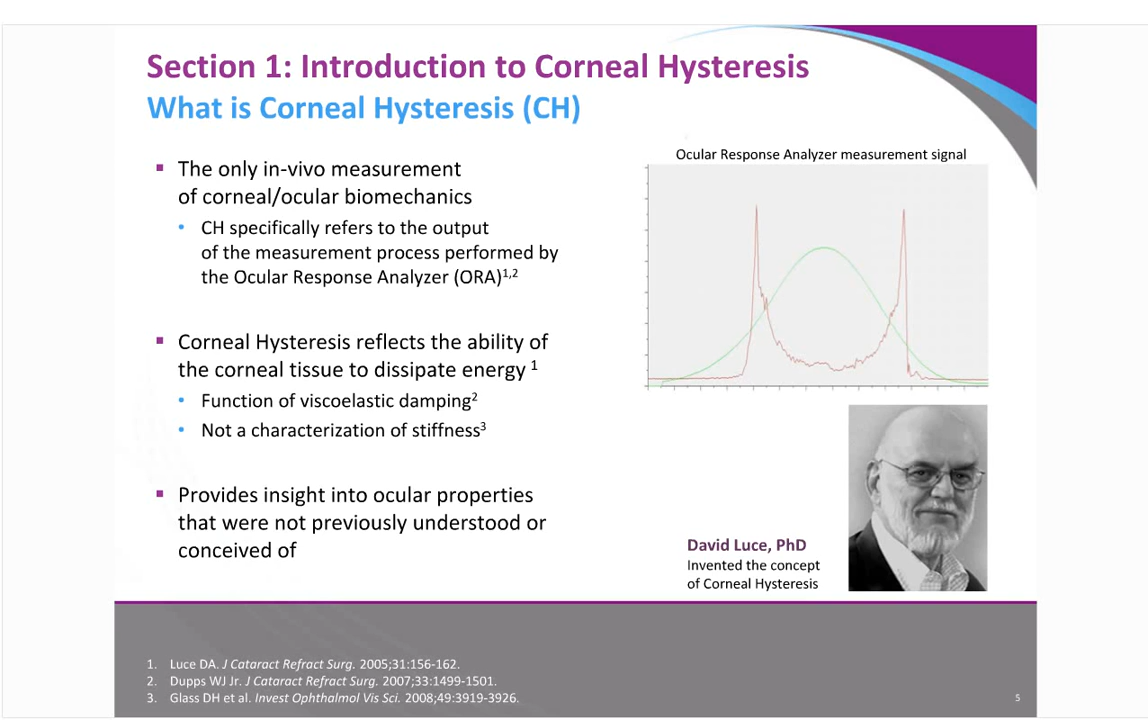 Section 1: Introduction to Corneal Hysteresis
What is Corneal Hysteresis (CH)
▪ The only in-vivo measurement
of corneal/ocular biomechanics
• CH specifically refers to the output
of the measurement process performed by
the Ocular Response Analyzer (ORA)1,2
▪ Corneal Hysteresis reflects the ability of
the corneal tissue to dissipate energy 1
• Function of viscoelastic damping2
• Not a characterization of stiffness3
▪ Provides insight into ocular properties
that were not previously understood or
conceived of
Ocular Response Analyzer measurement signal
David Luce, PhD
Invented the concept
of Corneal Hysteresis
1. Luce DA. J Cataract Refract Surg. 2005;31:156-162.
2. Dupps WJ Jr. J Cataract Refract Surg. 2007;33:1499-1501.
3. Glass DH et al. Invest Ophthalmol Vis Sci. 2008;49:3919-3926.
5